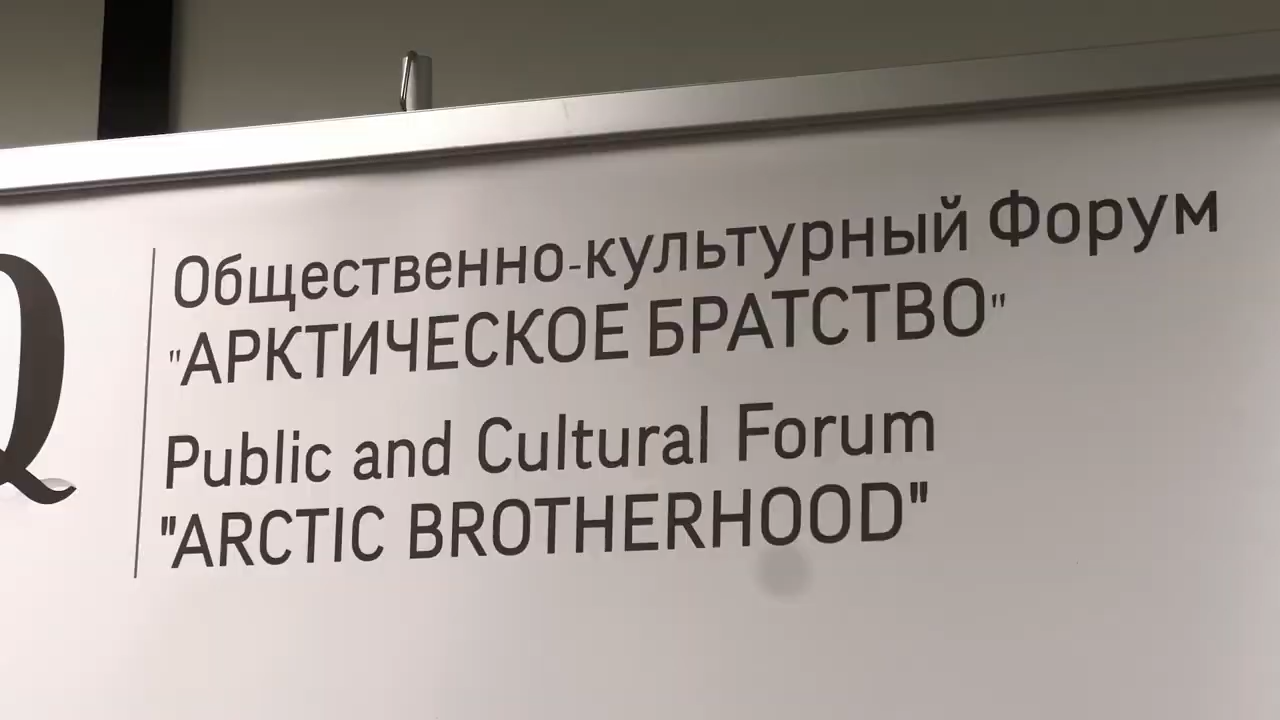 Q
Общественно-культурный Форум
"АРКТИЧЕСКОЕ БРАТСТВО"
Public and Cultural Forum
"ARCTIC BROTHERHOOD"